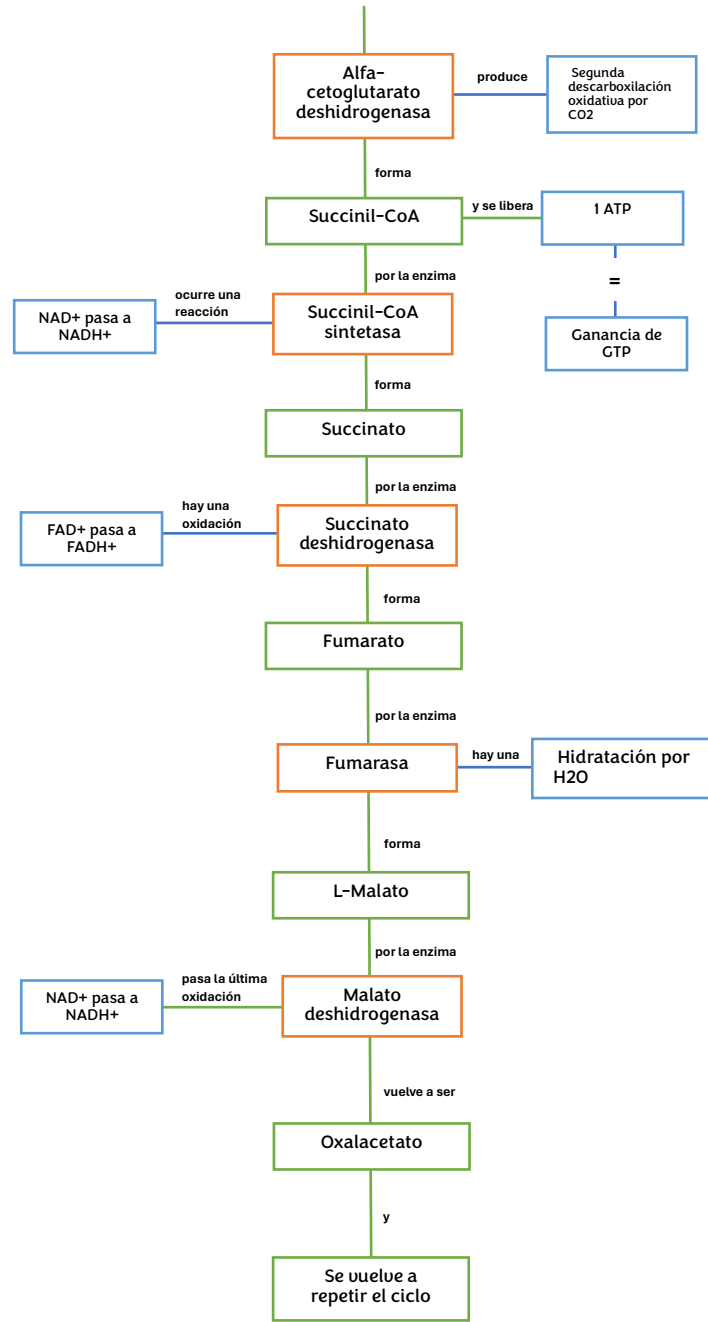 Alfa-
cetoglutarato
deshidrogenasa
produce
Segunda
descarboxilación
oxidativa por
CO2
forma
Succinil-CoA
y se libera
1 ATP
por la enzima
=
ocurre una
reacción
NAD+ pasa a
NADH+
Succinil-CoA
sintetasa
Ganancia de
GTP
forma
Succinato
por la enzima
hay una
oxidación
FAD+ pasa a
FADH+
Succinato
deshidrogenasa
forma
Fumarato
por la enzima
Fumarasa
hay una
Hidratación por
H2O
forma
L-Malato
por la enzima
pasa la última
oxidación
NAD+ pasa a
NADH+
Malato
deshidrogenasa
vuelve a ser
Oxalacetato
y
Se vuelve a
repetir el ciclo